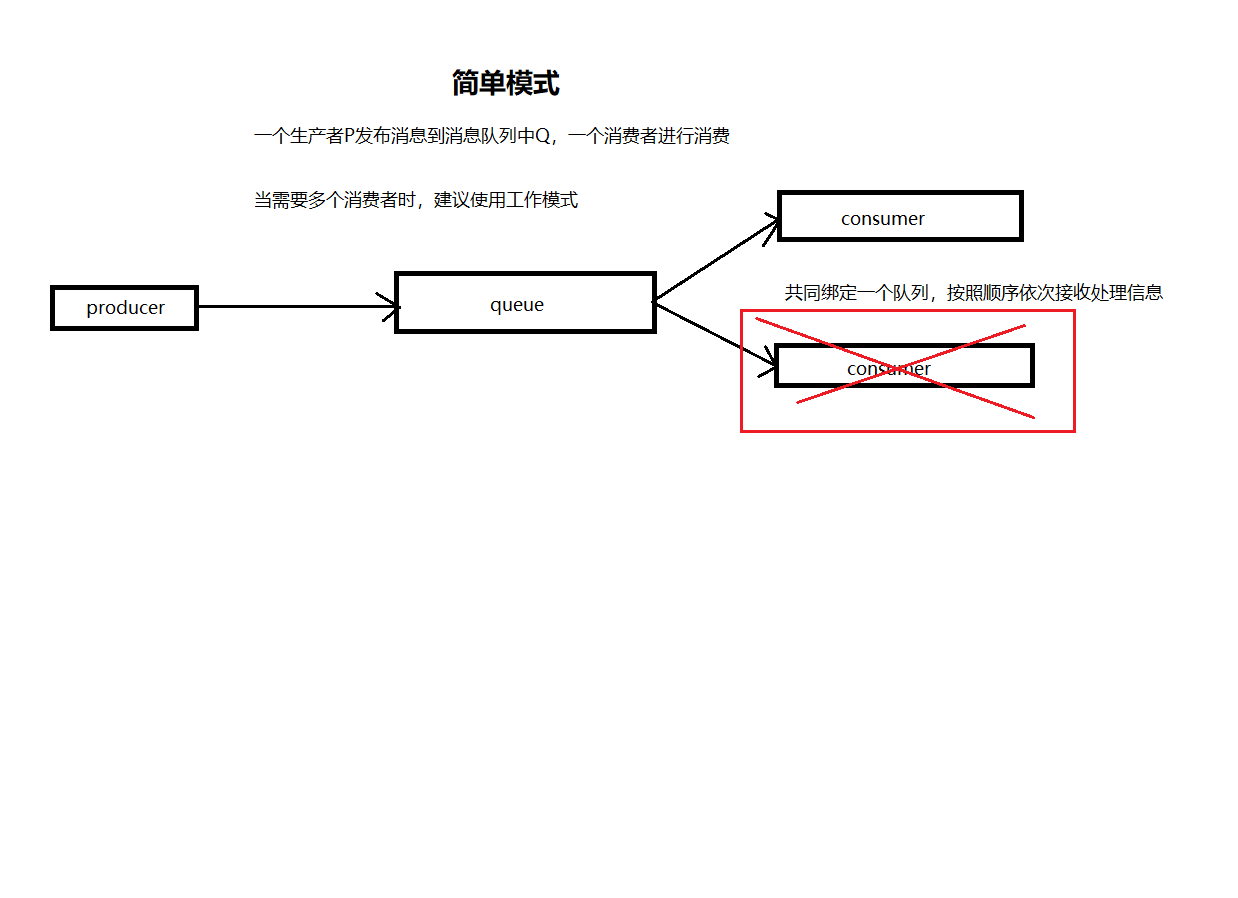 简单模式
一个生产者P发布消息到消息队列中Q，一个消费者进行消费
当需要多个消费者时，建议使用工作模式
consumer
共同绑定一个队列，按照顺序依次接收处理信息
producer
queue
consumer